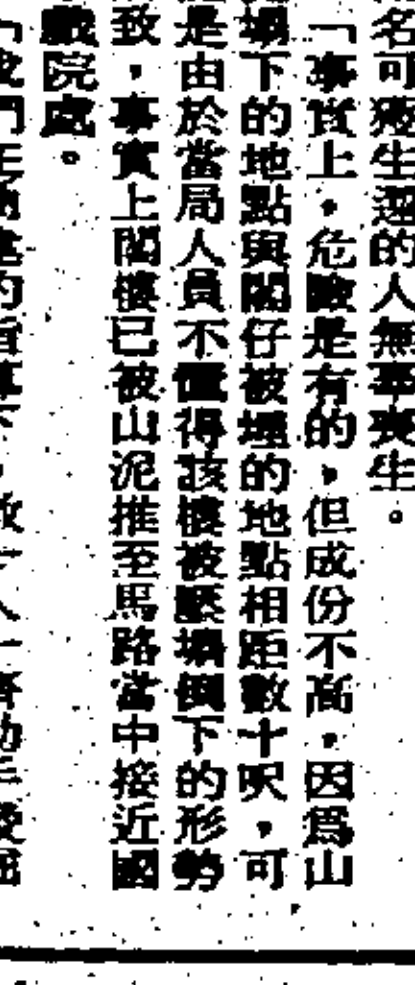 名可獲生還的人無辜喪生。
「事實上，危險是有的，但成份不高，因爲山
塌下的地點與閣仔被埋的地點相距數十呎，可
是由於當局人員不懂得該樓被壓塌倒下的形勢
致，事實上閣樓已被山泥推至馬路當中接近國
戲院處。